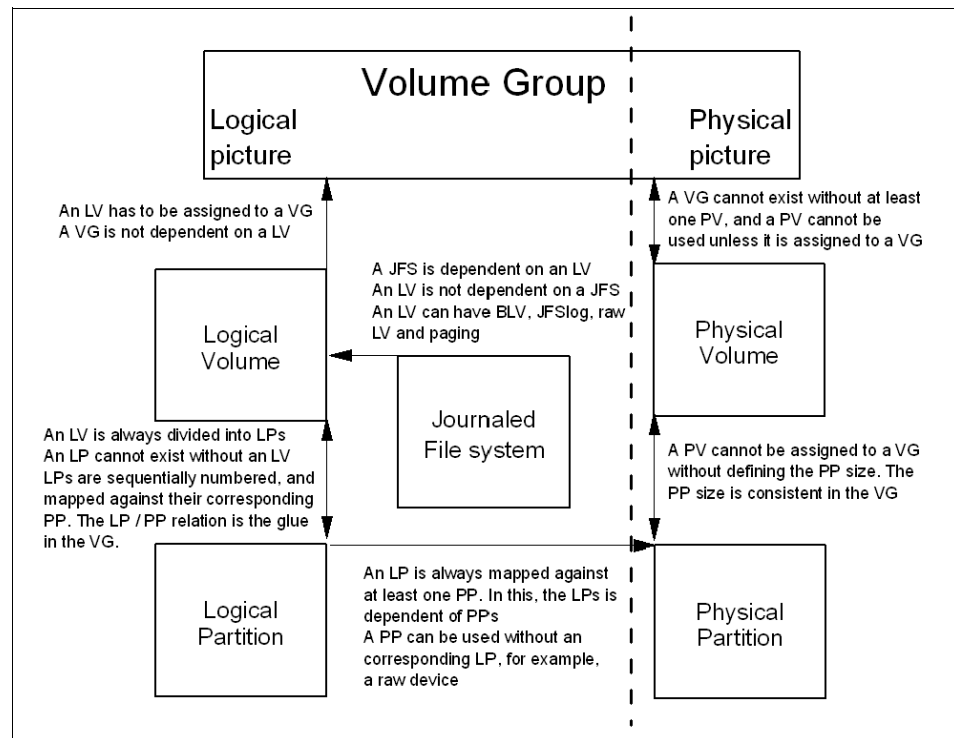 Volume Group
Logical
picture
Physical
picture
An LV has to be assigned to a VG
A VG is not dependent on a LV
A VG cannot exist without at least
one PV, and a PV cannot be
used unless it is assigned to a VG
A JFS is dependent on an LV
An LV is not dependent on a JFS
An LV can have BLV, JFSlog, raw
LV and paging
Logical
Volume
Physical
Volume
Journaled
File system
An LV is always divided into LPs
An LP cannot exist without an LV
LPs are sequentially numbered, and
mapped against their corresponding
PP. The LP / PP relation is the glue
in the VG.
A PV cannot be assigned to a VG
without defining the PP size. The
PP size is consistent in the VG
Logical
Partition
An LP is always mapped against
at least one PP. In this, the LPs is
dependent of PPs
A PP can be used without an
corresponding LP, for example,
a raw device
Physical
Partition